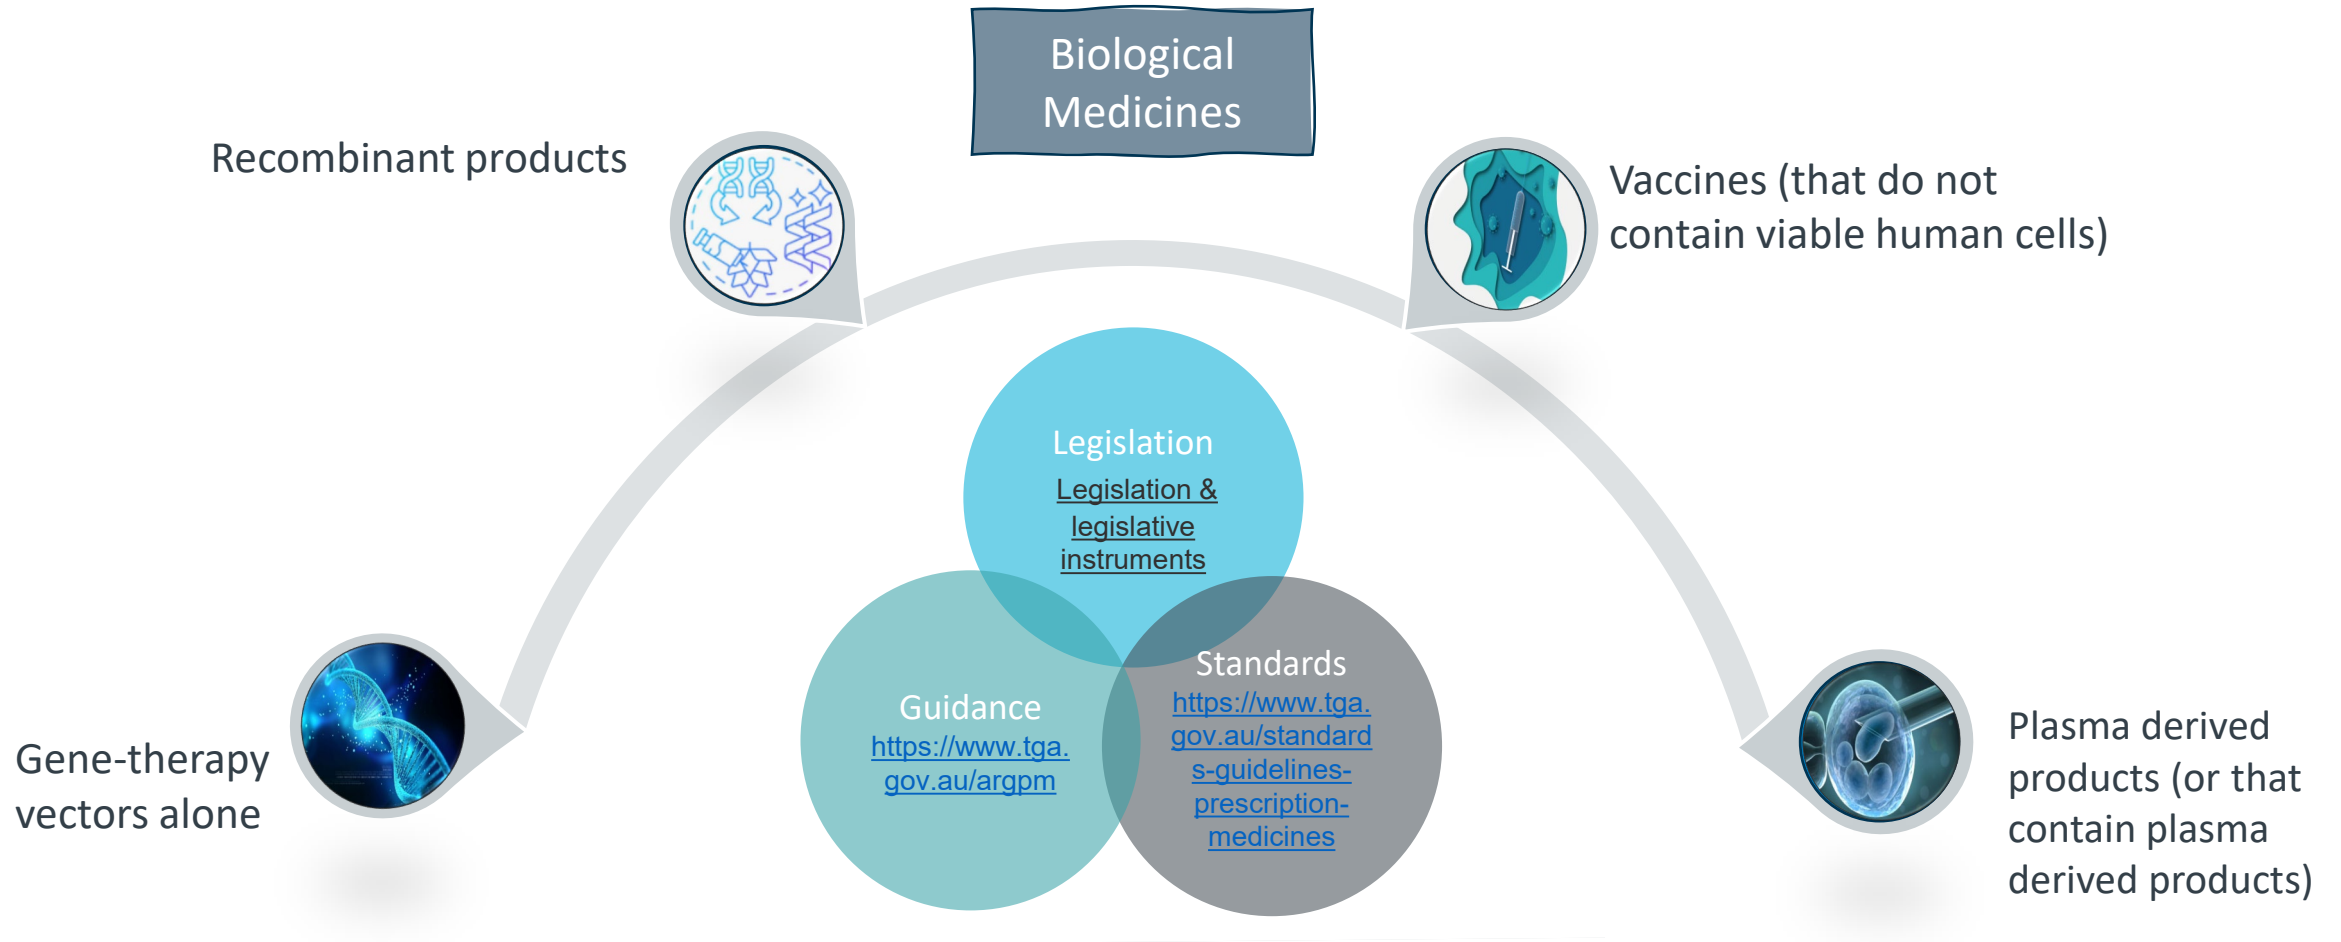 Biological
Medicines
Recombinant products
Vaccines (that do not
contain viable human cells)
Legislation
Legislation &
legislative
instruments
Guidance
https://www.tga.
gov.au/argpm
Standards
https://www.tga.
gov.au/standard
s-guidelines-
prescription-
medicines
Gene-therapy
vectors alone
Plasma derived
products (or that
contain plasma
derived products)